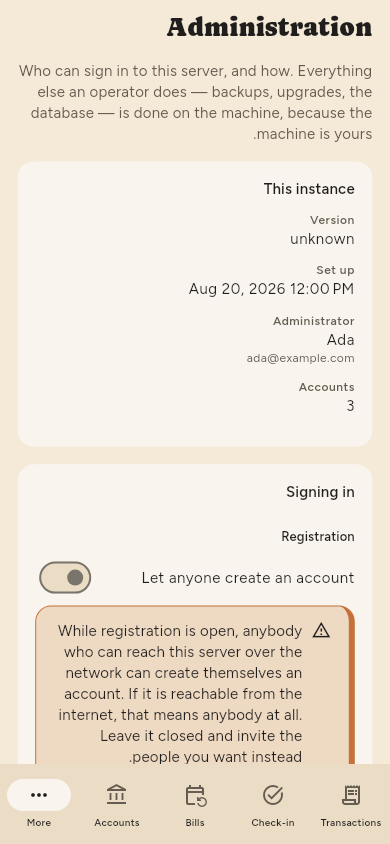 Administration
Who can sign in to this server, and how. Everything
else an operator does — backups, upgrades, the
database — is done on the machine, because the
machine is yours.
This instance
Version
unknown
Set up
Aug 20, 2026 12:00 PM
Administrator
Ada
ada@example.com
Accounts
3
Signing in
Registration
Let anyone create an account
While registration is open, anybody
who can reach this server over the
network can create themselves an
account. If it is reachable from the
internet, that means anybody at all.
Leave it closed and invite the
people you want instead.
More
Accounts
Bills
Check-in
Transactions